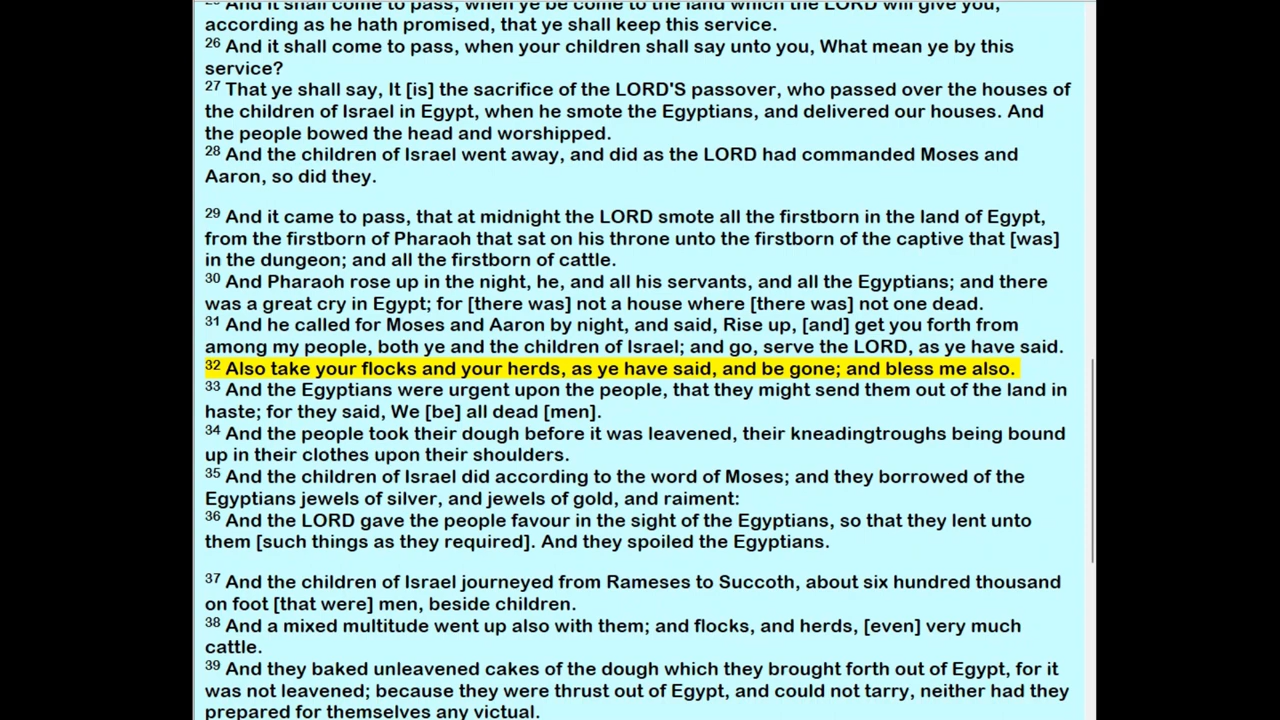 25 And it shall come to pass, when ye be come to the land which the LORD will give you,
according as he hath promised, that ye shall keep this service.
26 And it shall come to pass, when your children shall say unto you, What mean ye by this
service?
27 That ye shall say, It [is] the sacrifice of the LORD'S passover, who passed over the houses of
the children of Israel in Egypt, when he smote the Egyptians, and delivered our houses. And
the people bowed the head and worshipped.
28 And the children of Israel went away, and did as the LORD had commanded Moses and
Aaron, so did they.
29 And it came to pass, that at midnight the LORD smote all the firstborn in the land of Egypt,
from the firstborn of Pharaoh that sat on his throne unto the firstborn of the captive that [was]
in the dungeon; and all the firstborn of cattle.
30 And Pharaoh rose up in the night, he, and all his servants, and all the Egyptians; and there
was a great cry in Egypt; for [there was] not a house where [there was] not one dead.
31 And he called for Moses and Aaron by night, and said, Rise up, [and] get you forth from
among my people, both ye and the children of Israel; and go, serve the LORD, as ye have said.
32 Also take your flocks and your herds, as ye have said, and be gone; and bless me also.
33 And the Egyptians were urgent upon the people, that they might send them out of the land in
haste; for they said, We [be] all dead [men].
34 And the people took their dough before it was leavened, their kneadingtroughs being bound
up in their clothes upon their shoulders.
35 And the children of Israel did according to the word of Moses; and they borrowed of the
Egyptians jewels of silver, and jewels of gold, and raiment:
36 And the LORD gave the people favour in the sight of the Egyptians, so that they lent unto
them [such things as they required]. And they spoiled the Egyptians.
37 And the children of Israel journeyed from Rameses to Succoth, about six hundred thousand
on foot [that were] men, beside children.
38 And a mixed multitude went up also with them; and flocks, and herds, [even] very much
cattle.
39 And they baked unleavened cakes of the dough which they brought forth out of Egypt, for it
was not leavened; because they were thrust out of Egypt, and could not tarry, neither had they
prepared for themselves any victual.